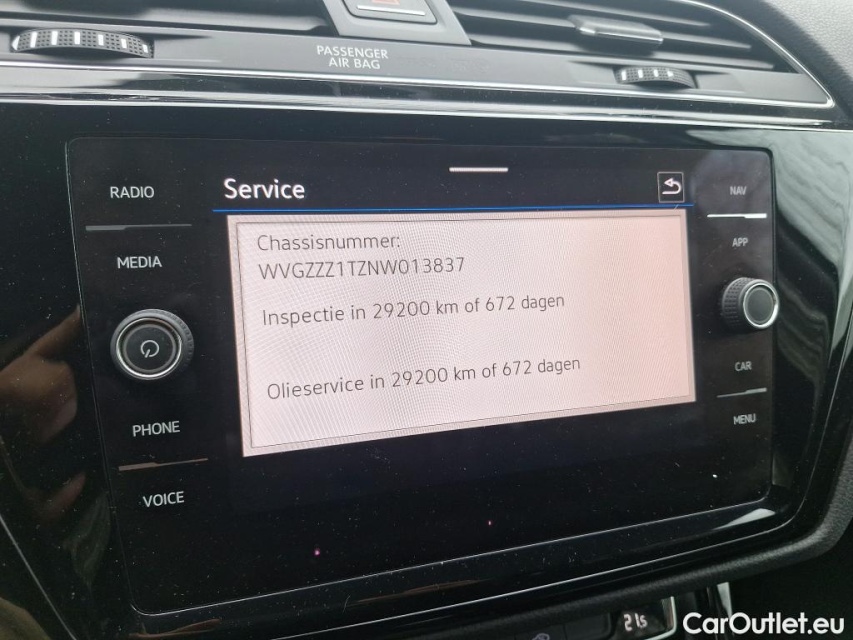 PASSENGER
AIR BAG
RADIO
MEDIA
PHONE
VOICE
Service
Chassisnummer:
WVGZZZ1TZNW013837
Inspectie in 29200 km of 672 dagen
Olieservice in 29200 km of 672 dagen
NAV
APP
CAR
MENU
CarOutlet.eu